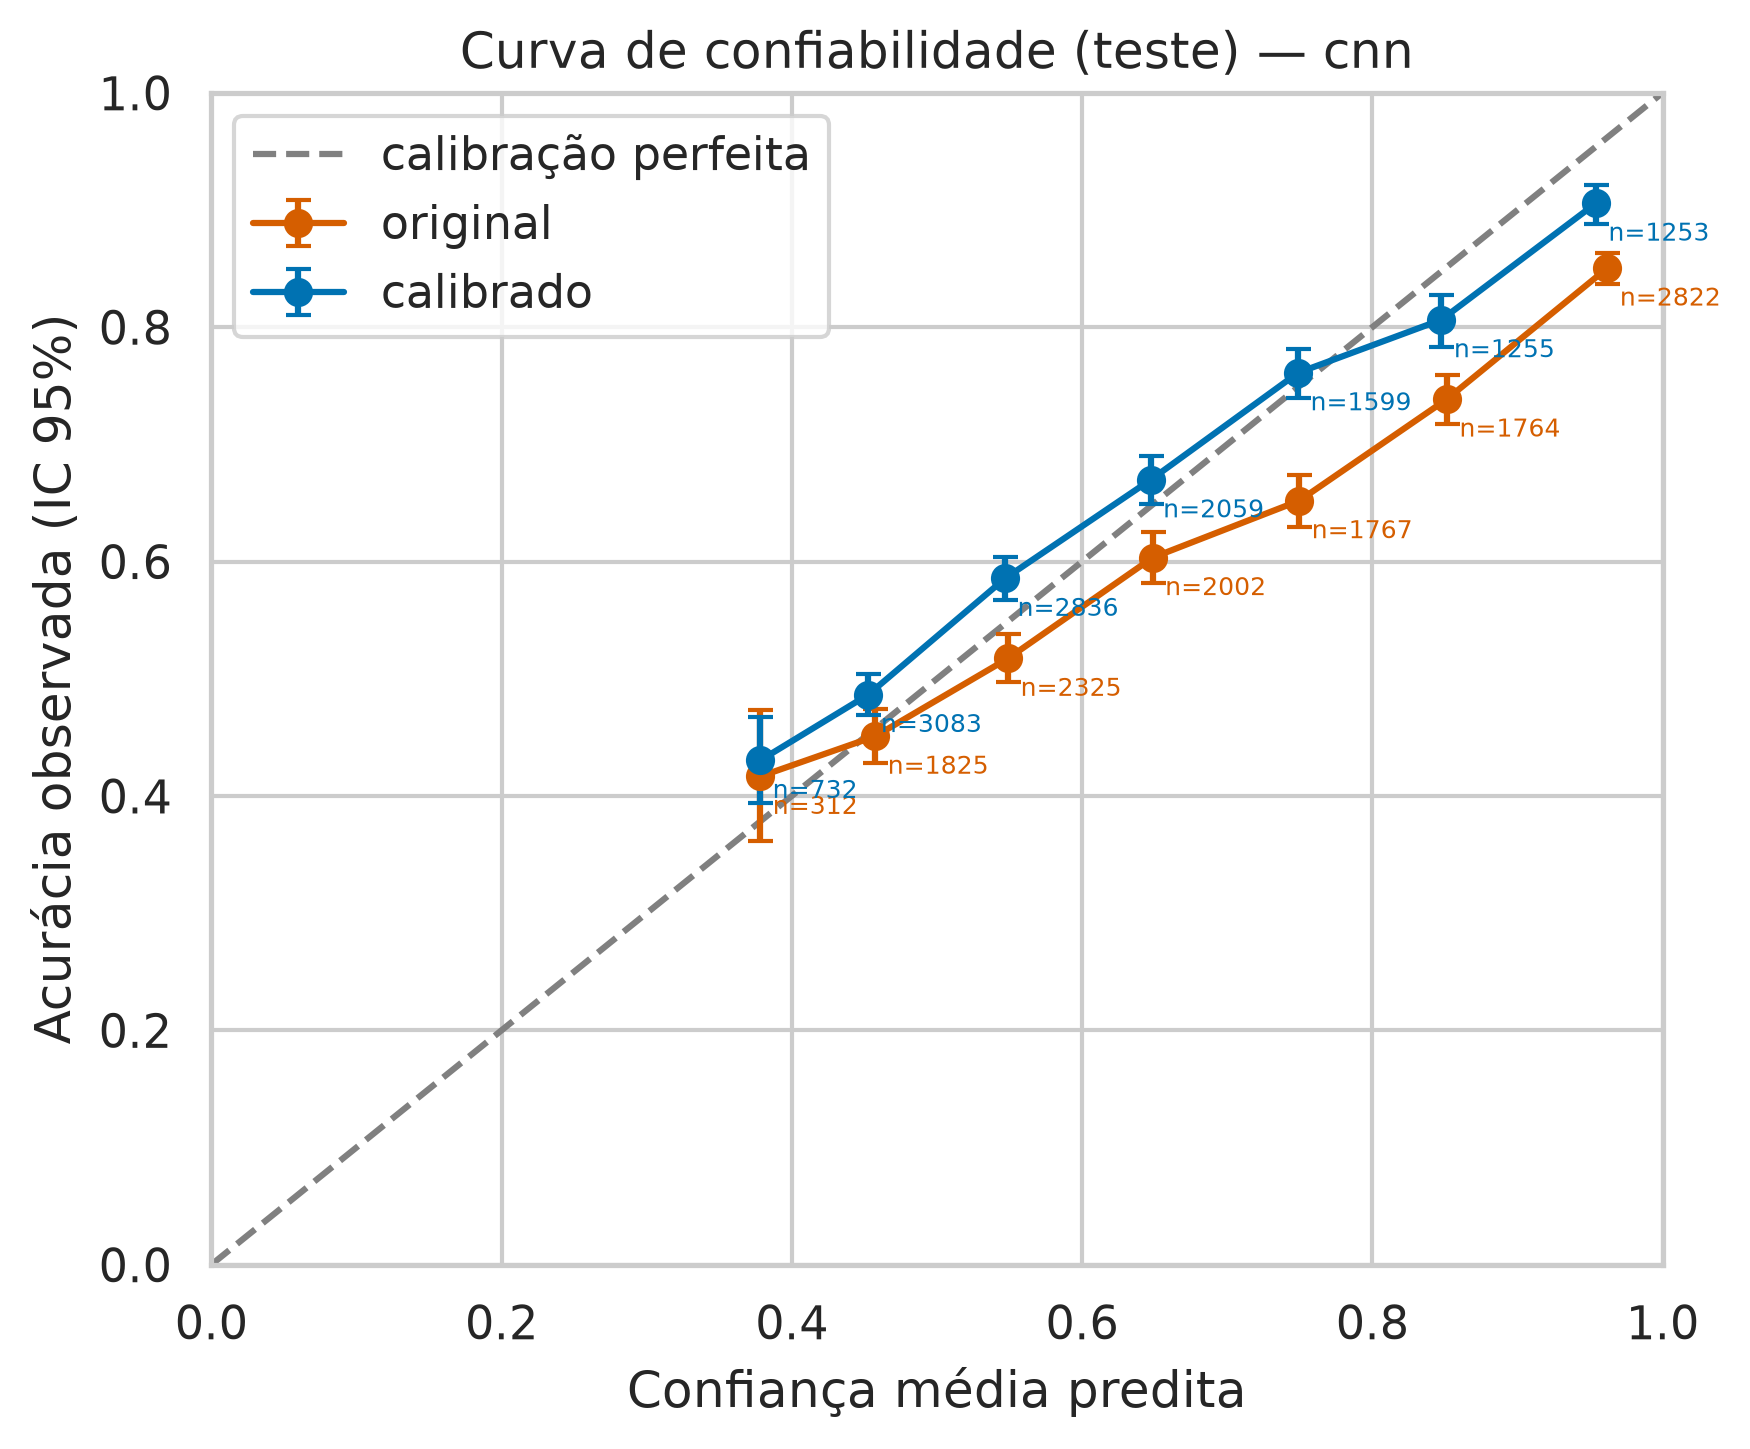 Curva de confiabilidade (teste) — cnn
1.0
0.8
0.6
0.4
0.2
0.0
Acurácia observada (IC 95%)
calibração perfeita
original
calibrado
n=1253
n=2822
n=1255
n=1599
n=1764
n=2059
n=1767
n=2836
n=2002
n=2325
n=3083
n=1825
n=732
n=312
0.0
0.2
0.4
0.6
0.8
1.0
Confiança média predita